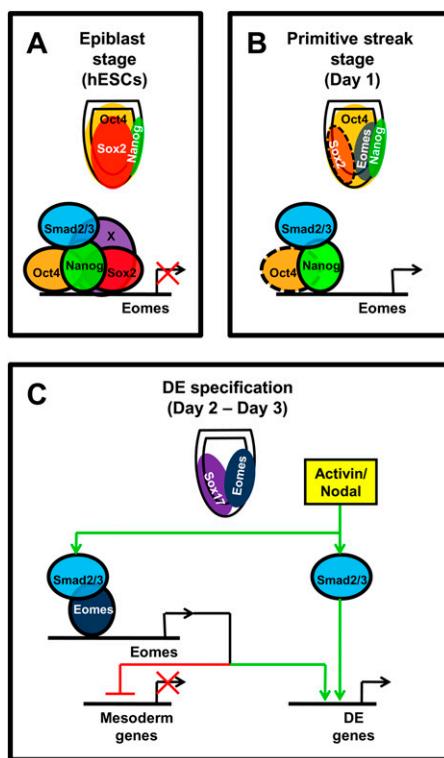 A
Epiblast
stage
(hESCs)
Oct4
Sox2
Nanog
Smad2/3
X
Oct4
Nanog
Sox2
Eomes
B
Primitive streak
stage
(Day 1)
Oct4
Sox2
Eomes
Nanog
Smad2/3
Oct4
Nanog
Eomes
C
DE specification
(Day 2 – Day 3)
Sox17
Eomes
Activin/
Nodal
Smad2/3
Smad2/3
Eomes
Eomes
Mesoderm
genes
DE
genes